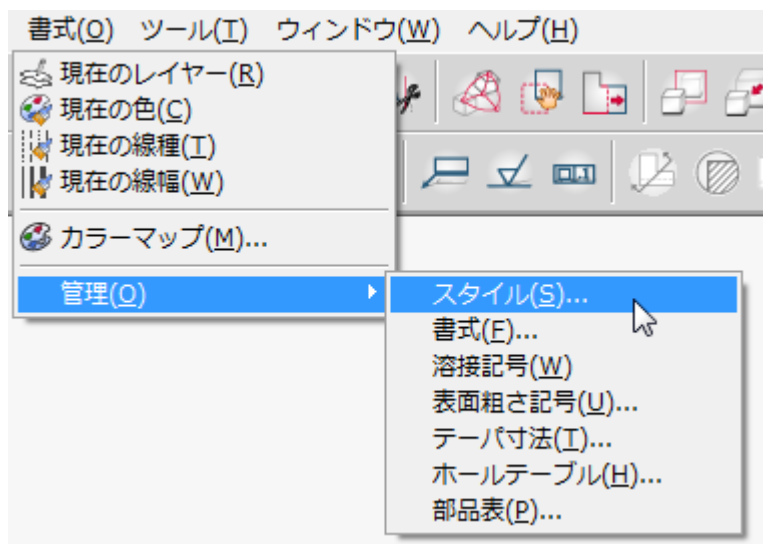 書式(O) ツール(T) ウィンドウ(W) ヘルプ(H)
現在のレイヤー(R)
現在の色(C)
現在の線種(T)
現在の線幅(W)
カラーマップ(M)...
管理(O)
スタイル(S)...
書式(F)...
溶接記号(W)
表面粗さ記号(U)...
テーパ寸法(T)...
ホールテーブル(H)...
部品表(P)...